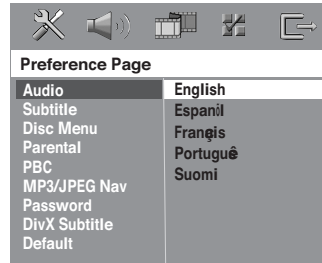 Preference Page
Audio
Subtitle
Disc Menu
Parental
PBC
MP3/JPEG Nav
Password
DivX Subtitle
Default
English
Español
Français
Português
Suomi